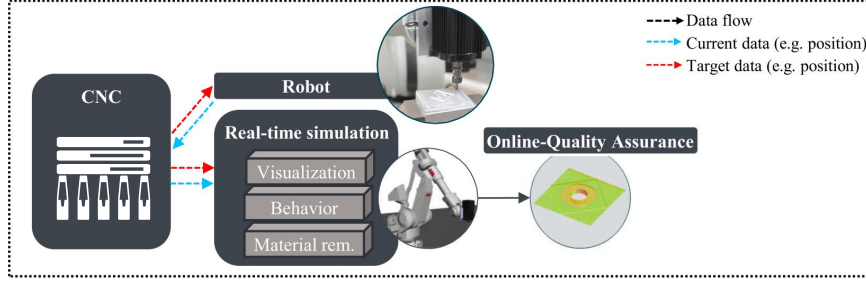 Data flow
Current data (e.g. position)
Target data (e.g. position)
CNC
Robot
Real-time simulation
Visualization
Behavior
Material rem.
Online-Quality Assurance